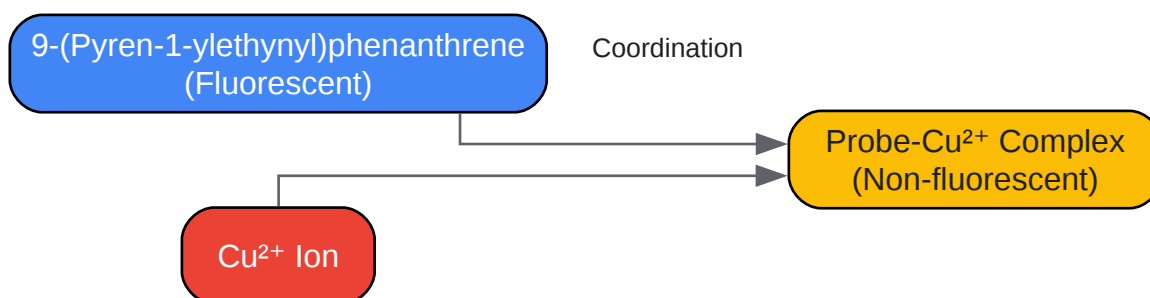 9-(Pyren-1-ylethynyl)phenanthrene
(Fluorescent)
Coordination
Probe-Cu²⁺ Complex
(Non-fluorescent)
Cu²⁺ Ion